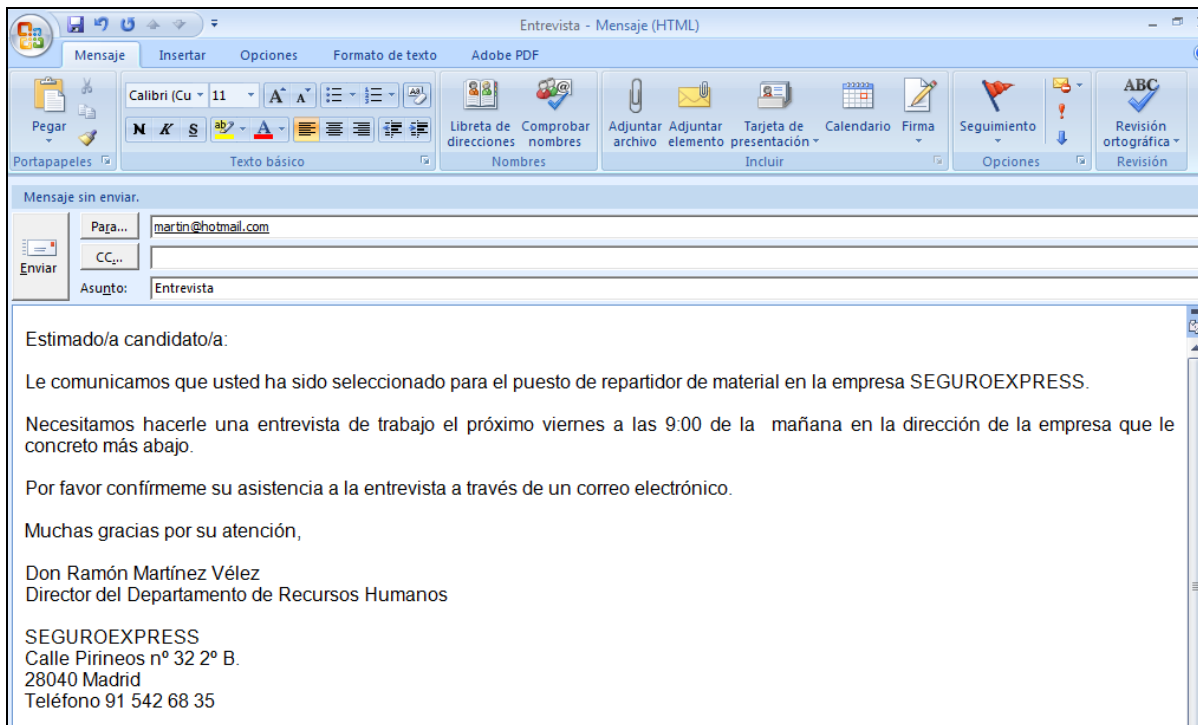 Entrevista - Mensaje (HTML)
Mensaje Insertar Opciones Formato de texto Adobe PDF
Calibri (Cu 11
N K S
Pegar
Libreta de direcciones
Comprobar nombres
Adjuntar archivo
Adjuntar elemento
Tarjeta de presentación
Calendario
Firma
Seguimiento
ABC
Revisión ortográfica
Portapapeles Texto básico Nombres Incluir Opciones Revisión
Mensaje sin enviar.
Enviar
Para... martin@hotmail.com
CC...
Asunto: Entrevista
Estimado/a candidato/a:
Le comunicamos que usted ha sido seleccionado para el puesto de repartidor de material en la empresa SEGUROEXPRESS.
Necesitamos hacerle una entrevista de trabajo el próximo viernes a las 9:00 de la mañana en la dirección de la empresa que le
concreto más abajo.
Por favor confírmeme su asistencia a la entrevista a través de un correo electrónico.
Muchas gracias por su atención,
Don Ramón Martínez Vélez
Director del Departamento de Recursos Humanos
SEGUROEXPRESS
Calle Pirineos nº 32 2º B.
28040 Madrid
Teléfono 91 542 68 35